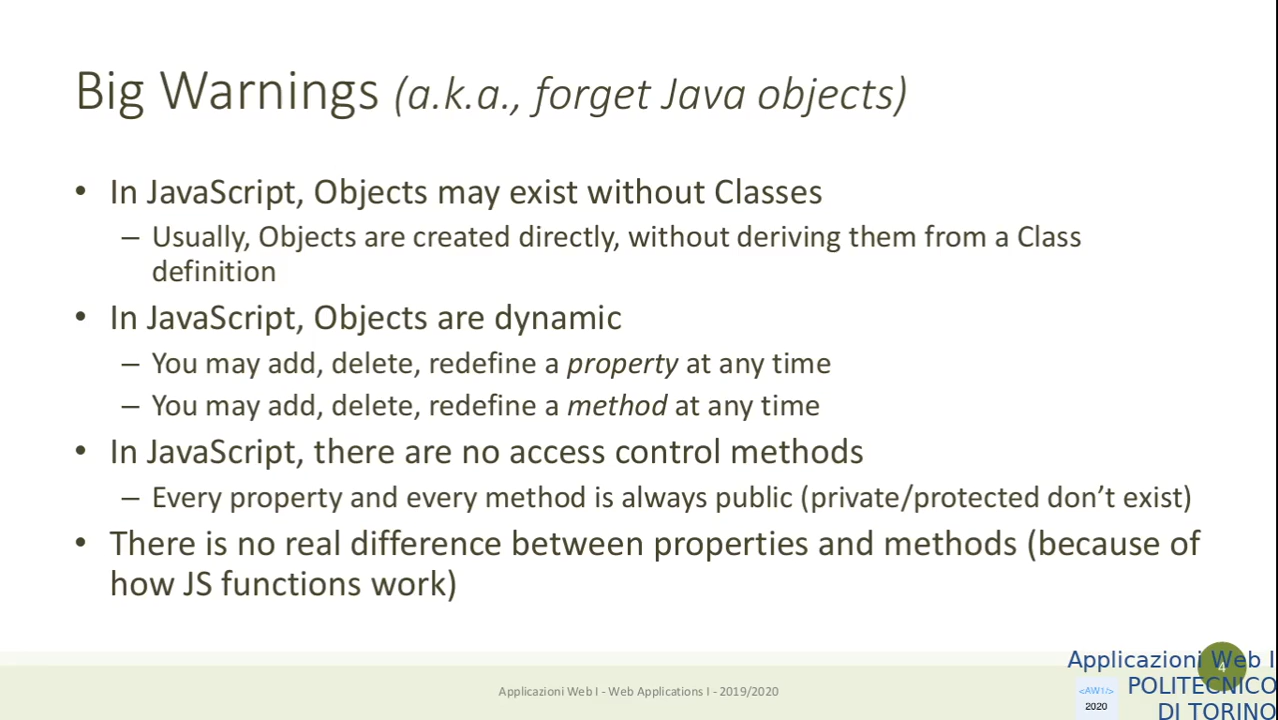 Big Warnings (a.k.a., forget Java objects)
• In JavaScript, Objects may exist without Classes
– Usually, Objects are created directly, without deriving them from a Class
definition
• In JavaScript, Objects are dynamic
– You may add, delete, redefine a property at any time
– You may add, delete, redefine a method at any time
• In JavaScript, there are no access control methods
– Every property and every method is always public (private/protected don’t exist)
• There is no real difference between properties and methods (because of
how JS functions work)
Applicazioni Web I - Web Applications I - 2019/2020
4
Applicazioni Web I
POLITECNICO
DI TORINO
<AW1/>
2020